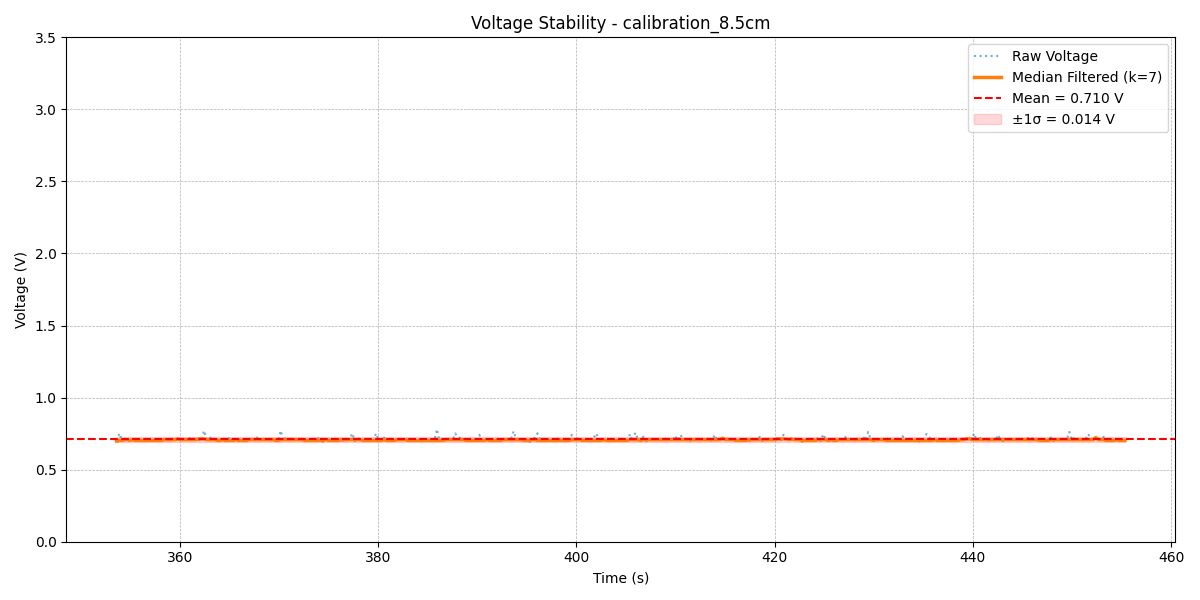 Voltage Stability - calibration_8.5cm
3.5
3.0
2.5
2.0
1.5
1.0
0.5
0.0
Voltage (V)
Raw Voltage
Median Filtered (k=7)
Mean = 0.710 V
±1σ = 0.014 V
360
380
400
420
440
460
Time (s)